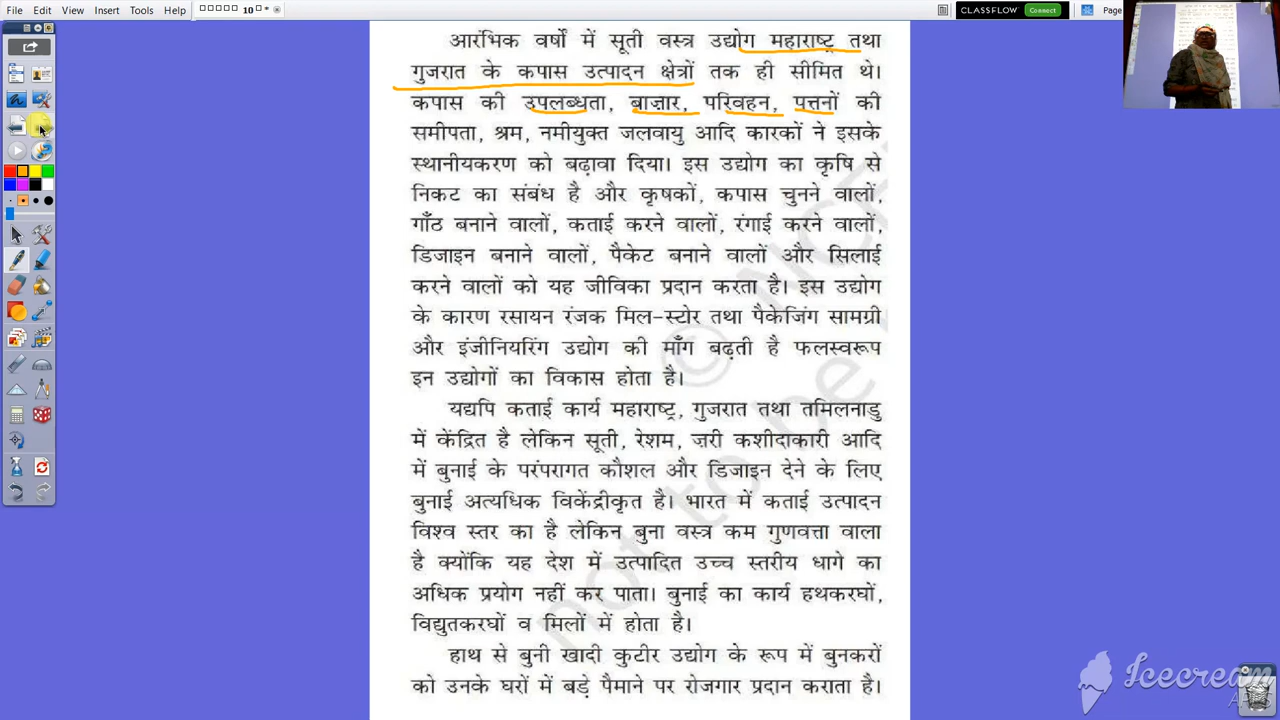 File Edit View Insert Tools Help 10 CLASSFLOW Connect Page
में सूती वस्त्र उद्योग महाराष्ट्र तथा
गुजरात के कपास उत्पादन क्षेत्रों तक ही सीमित थे।
कपास की उपलब्धता, बाज़ार, परिवहन, पत्तनों की
समीपता, श्रम, नमीयुक्त जलवायु आदि कारकों ने इसके
स्थानीयकरण को बढ़ावा दिया। इस उद्योग का कृषि से
निकट का संबंध है और कृषकों, कपास चुनने वालों,
गाँठ बनाने वालों, कताई करने वालों, रंगाई करने वालों,
डिजाइन बनाने वालों, पैकेट बनाने वालों और सिलाई
करने वालों को यह जीविका प्रदान करता है। इस उद्योग
के कारण रसायन रंजक मिल-स्टोर तथा पैकेजिंग सामग्री
और इंजीनियरिंग उद्योग की माँग बढ़ती है फलस्वरूप
इन उद्योगों का विकास होता है।
यद्यपि कताई कार्य महाराष्ट्र, गुजरात तथा तमिलनाडु
में केंद्रित है लेकिन सूती, रेशम, ज़री कशीदाकारी आदि
में बुनाई के परंपरागत कौशल और डिजाइन देने के लिए
बुनाई अत्यधिक विकेंद्रीकृत है। भारत में कताई उत्पादन
विश्व स्तर का है लेकिन बुना वस्त्र कम गुणवत्ता वाला
है क्योंकि यह देश में उत्पादित उच्च स्तरीय धागे का
अधिक प्रयोग नहीं कर पाता। बुनाई का कार्य हथकरघों,
विद्युतकरघों व मिलों में होता है।
हाथ से बुनी खादी कुटीर उद्योग के रूप में बुनकरों
को उनके घरों में बड़े पैमाने पर रोजगार प्रदान कराता है।
not to be
Icecream
APPS